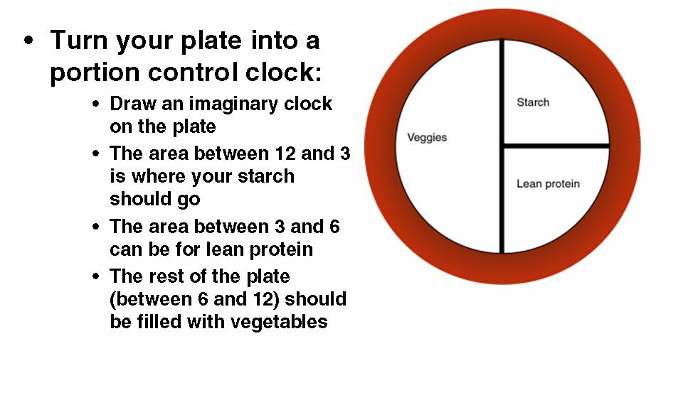 • Turn your plate into a
portion control clock:
• Draw an imaginary clock
on the plate
• The area between 12 and 3
is where your starch
should go
• The area between 3 and 6
can be for lean protein
• The rest of the plate
(between 6 and 12) should
be filled with vegetables
Veggies
Starch
Lean protein